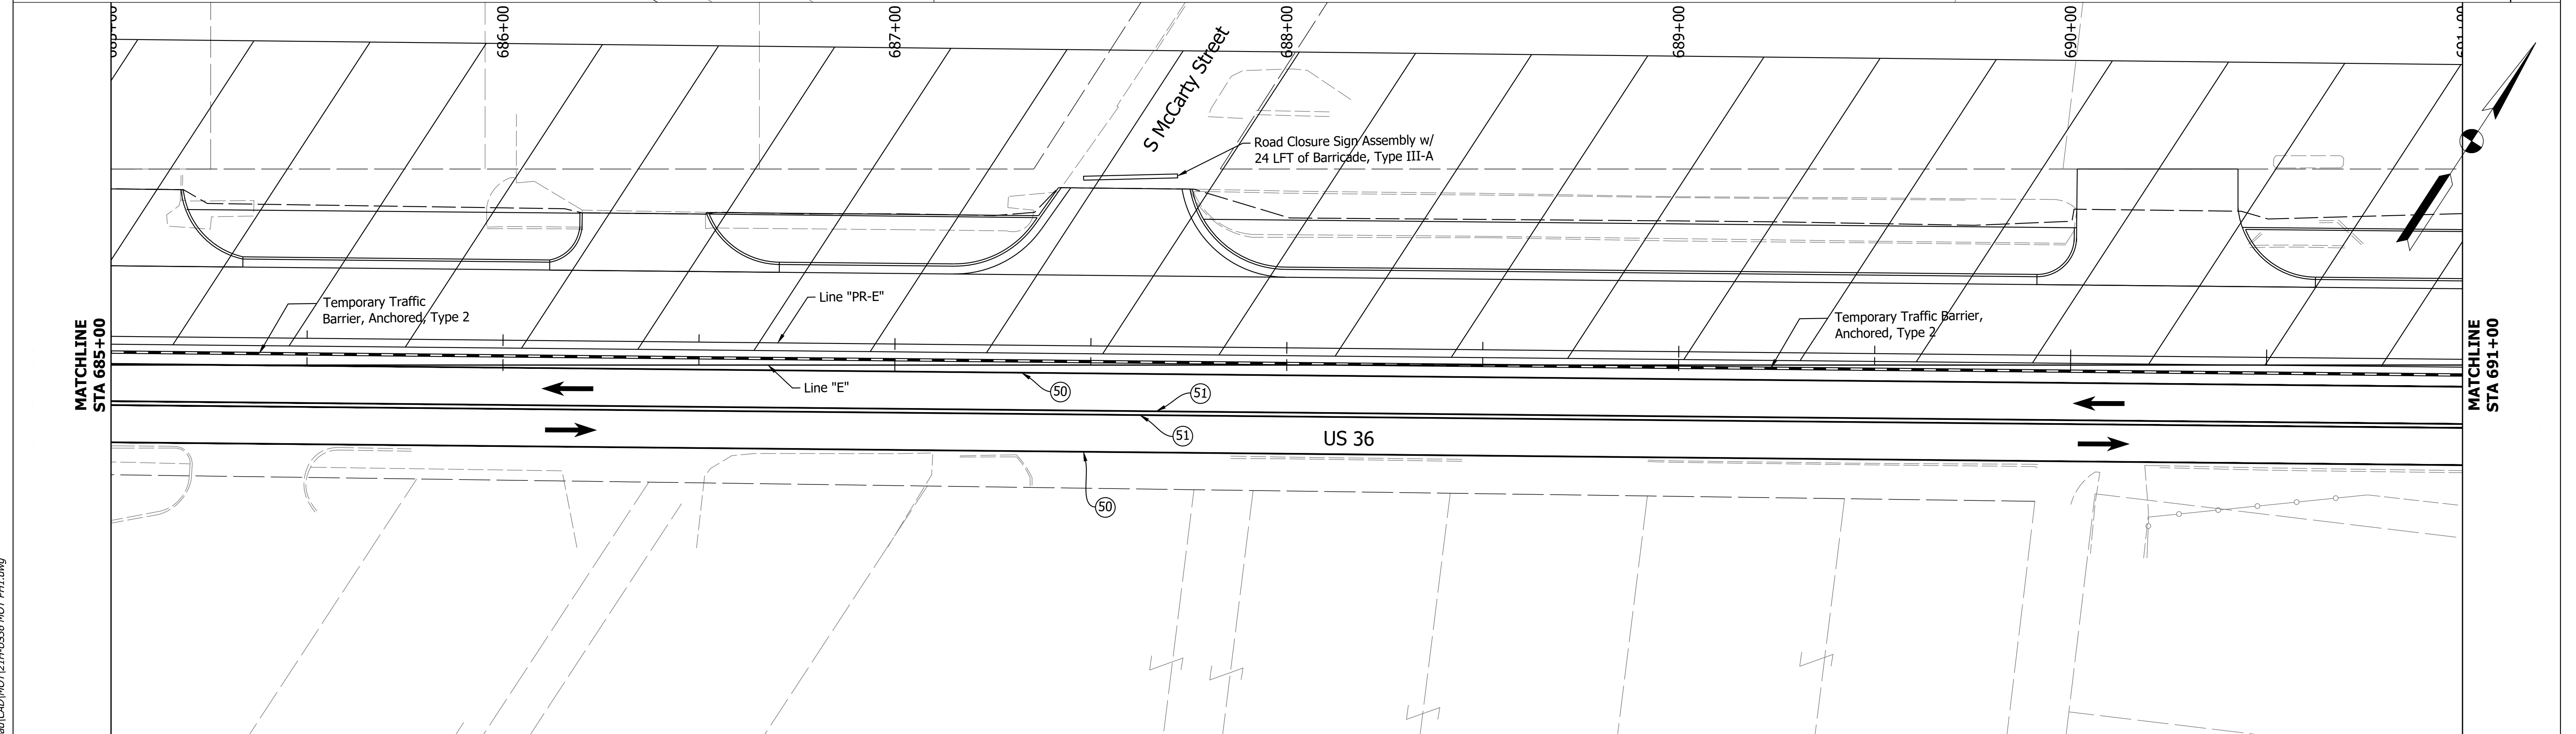 686+00
687+00
688+00
689+00
690+00
S McCarty Street
Road Closure Sign Assembly w/
24 LFT of Barricade, Type III-A
Temporary Traffic
Barrier, Anchored, Type 2
Line "PR-E"
Temporary Traffic Barrier,
Anchored, Type 2
MATCHLINE
STA 685+00
MATCHLINE
STA 691+00
Line "E"
50
51
51
US 36
50